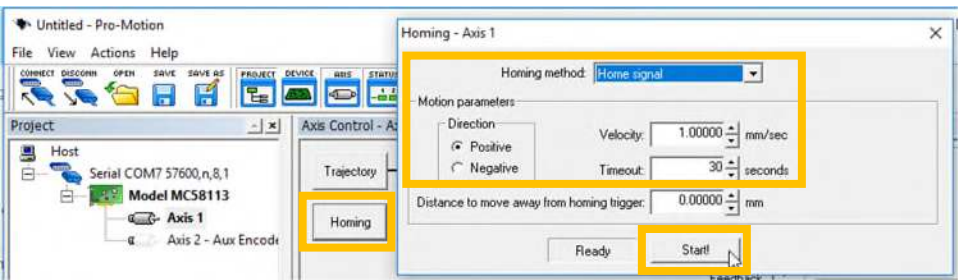 Untitled - Pro-Motion
File View Actions Help
CONNECT DISCONN OPEN SAVE SAVE AS PROJECT DEVICE AXIS
Project
Host
Serial COM7 57600,n,8,1
Model MC58113
Axis 1
Axis 2 - Aux Encode
Axis Control - A
Trajectory
Homing
Homing - Axis 1
Homing method: Home signal
Motion parameters
Direction
Positive
Negative
Velocity: 1.00000 mm/sec
Timeout: 30 seconds
Distance to move away from homing trigger: 0.00000 mm
Ready Start!